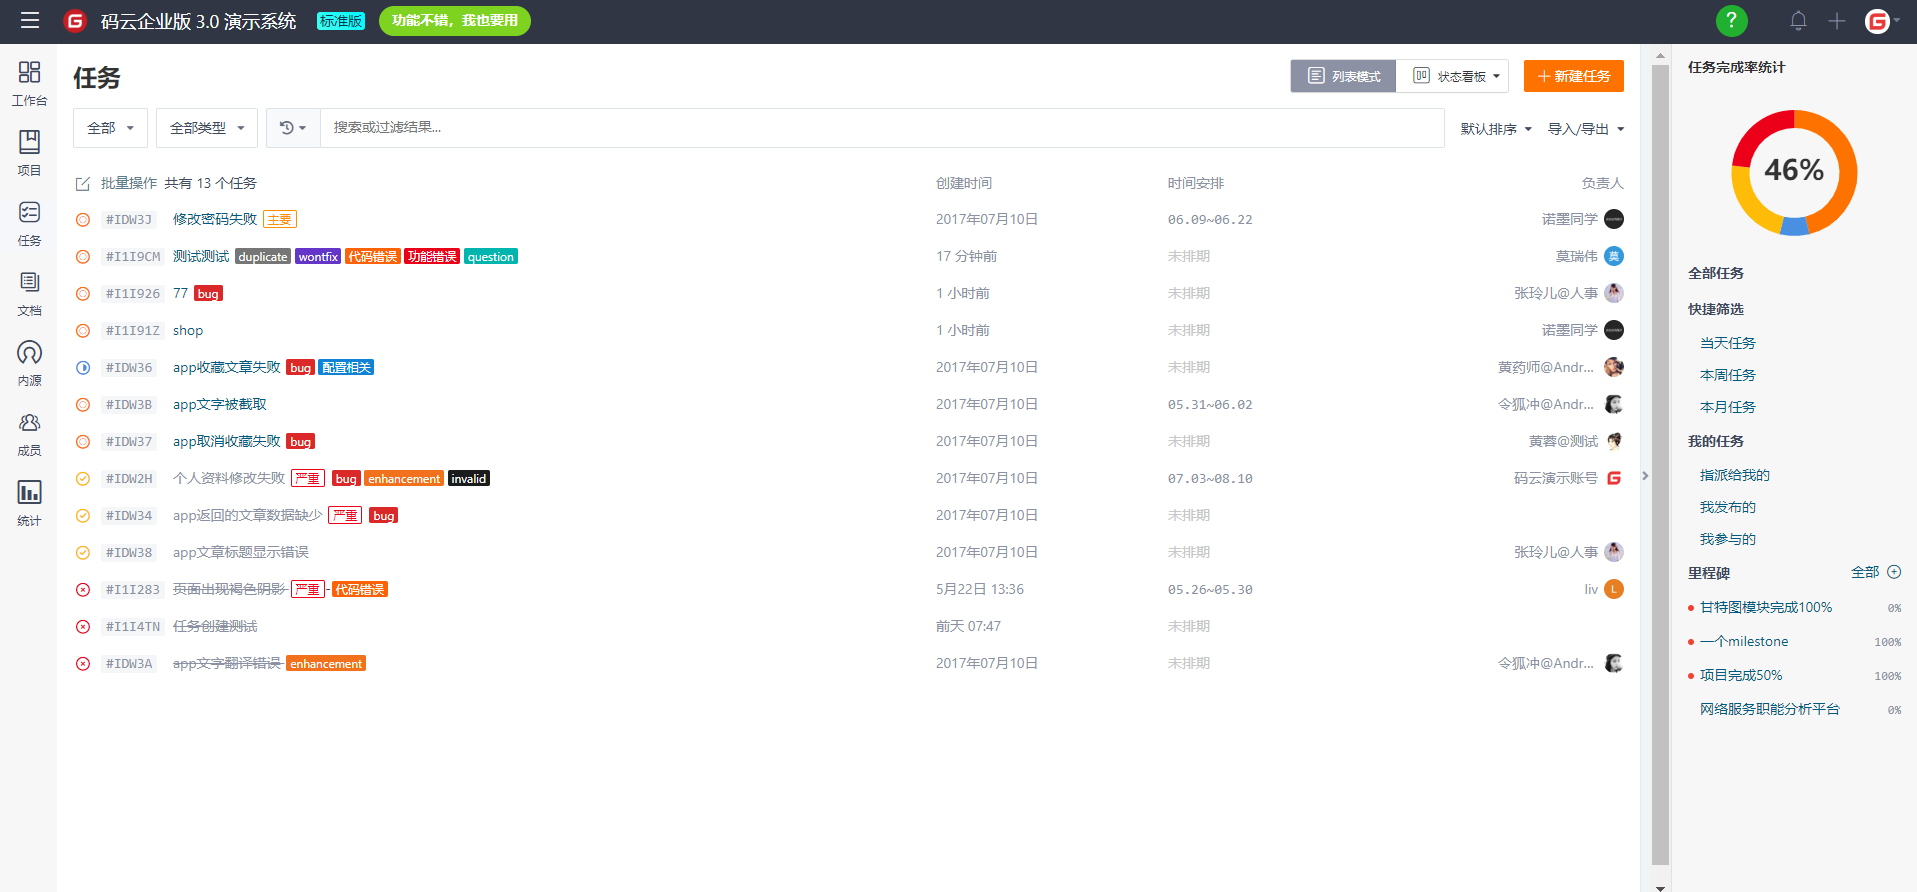 码云企业版 3.0 演示系统 标准版 功能不错，我也要用 ?
工作台
项目
任务
文档
内源
成员
统计
任务
列表模式 状态看板 新建任务
全部 全部类型 搜索或过滤结果... 默认排序 导入/导出
批量操作 共有 13 个任务 创建时间 时间安排 负责人
#IDW3J 修改密码失败 主要 2017年07月10日 06.09~06.22 诺墨同学
#I1I9CM 测试测试 duplicate wontfix 代码错误 功能错误 question 17 分钟前 未排期 莫瑞伟 莫
#I1I926 77 bug 1 小时前 未排期 张玲儿@人事
#I1I91Z shop 1 小时前 未排期 诺墨同学
#IDW36 app收藏文章失败 bug 配置相关 2017年07月10日 未排期 黄药师@Andr...
#IDW3B app文字被截取 2017年07月10日 05.31~06.02 令狐冲@Andr...
#IDW37 app取消收藏失败 bug 2017年07月10日 未排期 黄蓉@测试
#IDW2H 个人资料修改失败 严重 bug enhancement invalid 2017年07月10日 07.03~08.10 码云演示账号
#IDW34 app返回的文章数据缺少 严重 bug 2017年07月10日 未排期
#IDW38 app文章标题显示错误 2017年07月10日 未排期 张玲儿@人事
#I1I283 页面出现褐色阴影 严重 代码错误 5月22日 13:36 05.26~05.30 liv L
#I1I4TN 任务创建测试 前天 07:47 未排期
#IDW3A app文字翻译错误 enhancement 2017年07月10日 未排期 令狐冲@Andr...
任务完成率统计
46%
全部任务
快捷筛选
当天任务
本周任务
本月任务
我的任务
指派给我的
我发布的
我参与的
里程碑 全部
甘特图模块完成100% 0%
一个milestone 100%
项目完成50% 100%
网络服务职能分析平台 0%